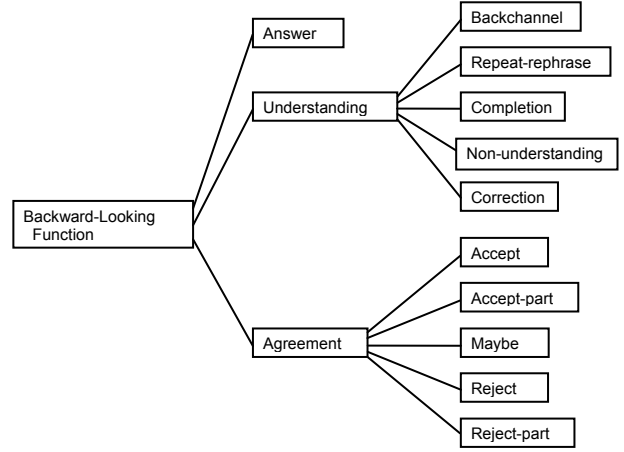 Backward-Looking
Function
Answer
Understanding
Backchannel
Repeat-rephrase
Completion
Non-understanding
Correction
Agreement
Accept
Accept-part
Maybe
Reject
Reject-part